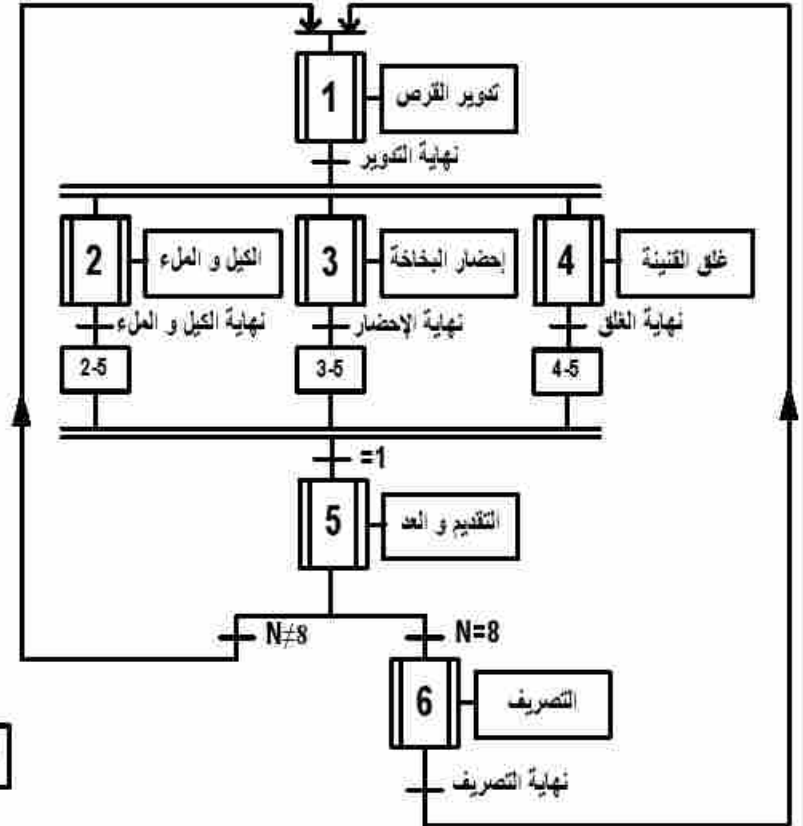 1
تدوير القرص
نهاية التدوير
2
الكيل و الملء
3
إحضار البخاخة
4
غلق القنينة
نهاية الكيل و الملء
نهاية الإحضار
نهاية الغلق
2-5
3-5
4-5
=1
5
التقديم و العد
N≠8
N=8
6
التصريف
نهاية التصريف